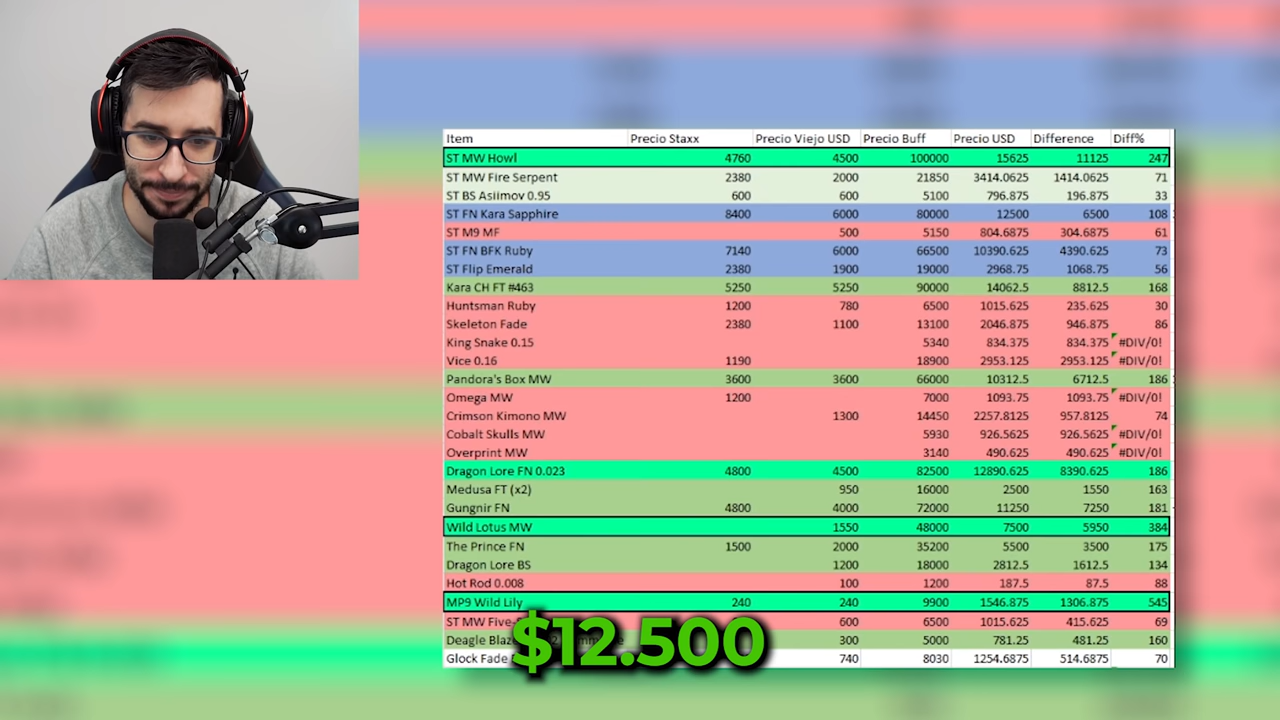 Item Precio Staxx Precio Viejo USD Precio Buff Precio USD Difference Diff%
ST MW Howl 4760 4500 100000 15625 11125 247
ST MW Fire Serpent 2380 2000 21850 3414.0625 1414.0625 71
ST BS Asiimov 0.95 600 600 5100 796.875 196.875 33
ST FN Kara Sapphire 8400 6000 80000 12500 6500 108
ST M9 MF 500 5150 804.6875 304.6875 61
ST FN BFK Ruby 7140 6000 66500 10390.625 4390.625 73
ST Flip Emerald 2380 1900 19000 2968.75 1068.75 56
Kara CH FT #463 5250 5250 90000 14062.5 8812.5 168
Huntsman Ruby 1200 780 6500 1015.625 235.625 30
Skeleton Fade 2380 1100 13100 2046.875 946.875 86
King Snake 0.15 5340 834.375 834.375 #DIV/0!
Vice 0.16 1190 18900 2953.125 2953.125 #DIV/0!
Pandora's Box MW 3600 3600 66000 10312.5 6712.5 186
Omega MW 1200 7000 1093.75 1093.75 #DIV/0!
Crimson Kimono MW 1300 14450 2257.8125 957.8125 74
Cobalt Skulls MW 5930 926.5625 926.5625 #DIV/0!
Overprint MW 3140 490.625 490.625 #DIV/0!
Dragon Lore FN 0.023 4800 4500 82500 12890.625 8390.625 186
Medusa FT (x2) 950 16000 2500 1550 163
Gungnir FN 4800 4000 72000 11250 7250 181
Wild Lotus MW 1550 48000 7500 5950 384
The Prince FN 1500 2000 35200 5500 3500 175
Dragon Lore BS 1200 18000 2812.5 1612.5 134
Hot Rod 0.008 100 1200 187.5 87.5 88
MP9 Wild Lily 240 240 9900 1546.875 1306.875 545
ST MW Five- 600 6500 1015.625 415.625 69
Deagle Blaz 300 5000 781.25 481.25 160
Glock Fade 740 8030 1254.6875 514.6875 70
$12.500